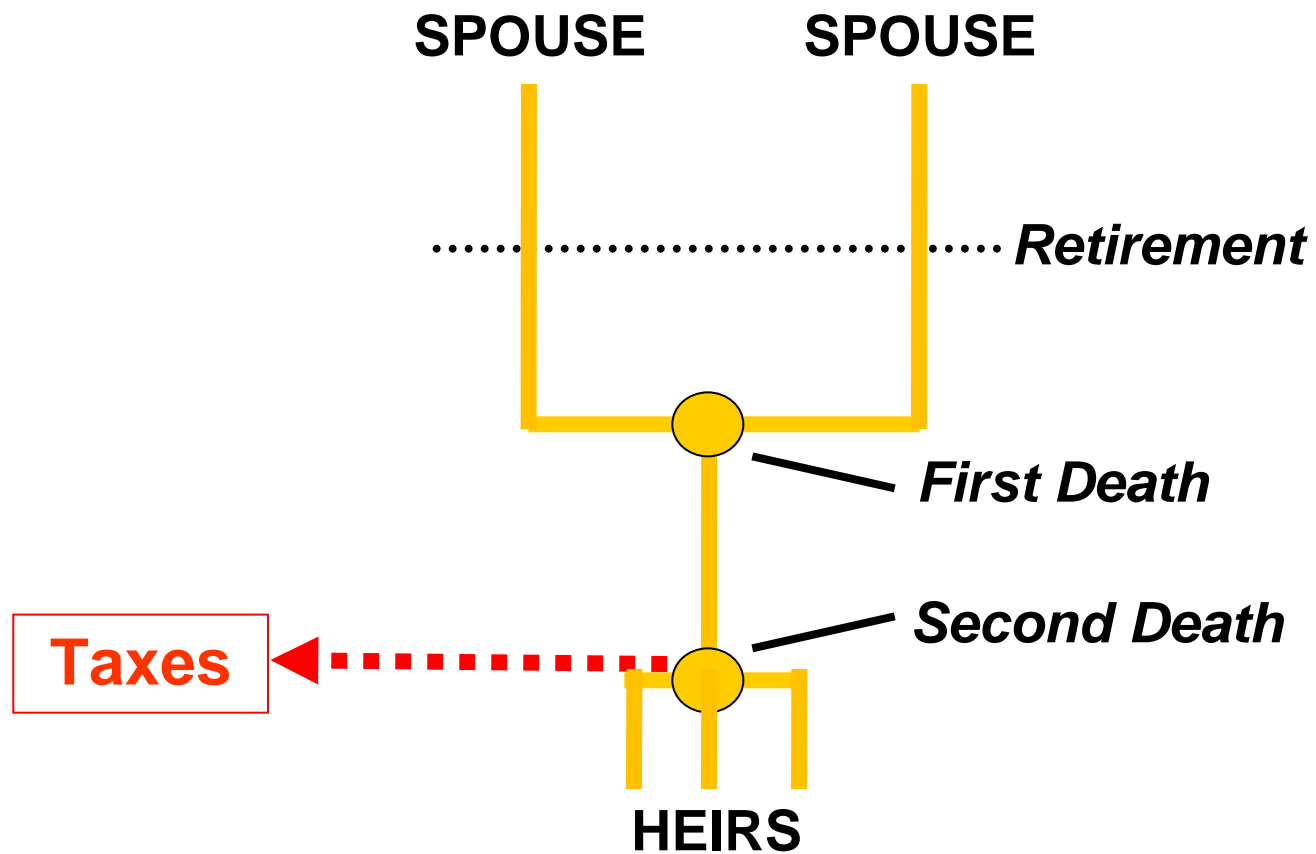 SPOUSE SPOUSE
Retirement
First Death
Second Death
Taxes
HEIRS